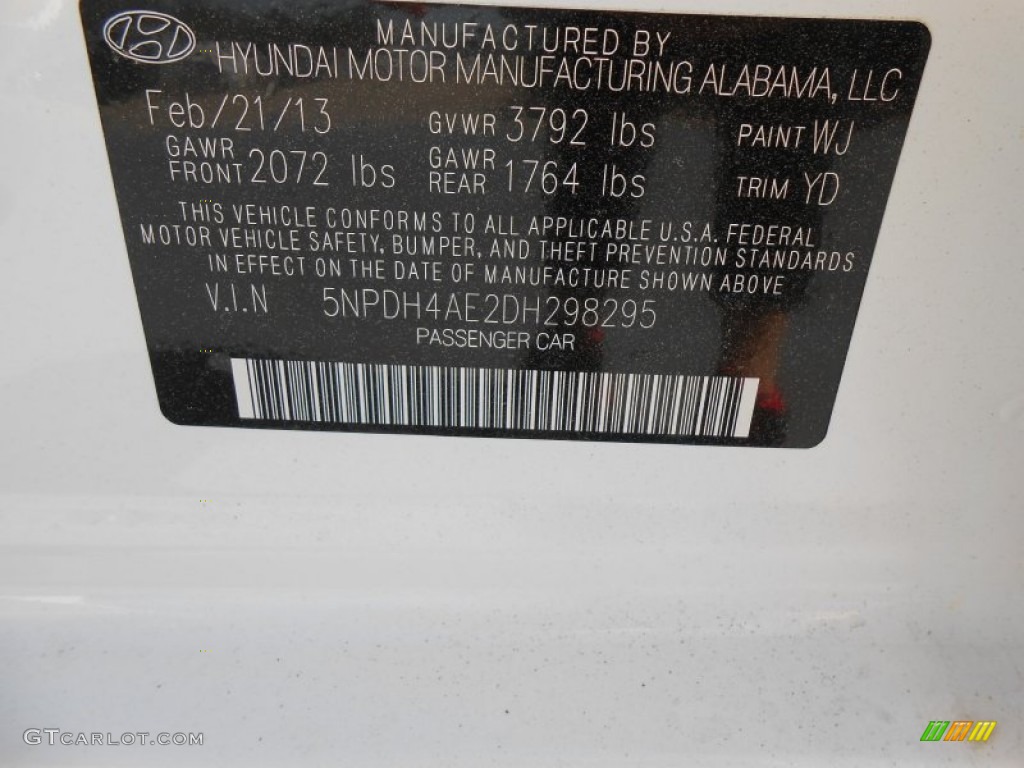 MANUFACTURED BY
HYUNDAI MOTOR MANUFACTURING ALABAMA, LLC
Feb/21/13 GVWR 3792 lbs PAINT WJ
GAWR FRONT 2072 lbs GAWR REAR 1764 lbs TRIM YD
THIS VEHICLE CONFORMS TO ALL APPLICABLE U.S.A. FEDERAL
MOTOR VEHICLE SAFETY, BUMPER, AND THEFT PREVENTION STANDARDS
IN EFFECT ON THE DATE OF MANUFACTURE SHOWN ABOVE
V.I.N 5NPDH4AE2DH298295
PASSENGER CAR
GTCARLOT.COM